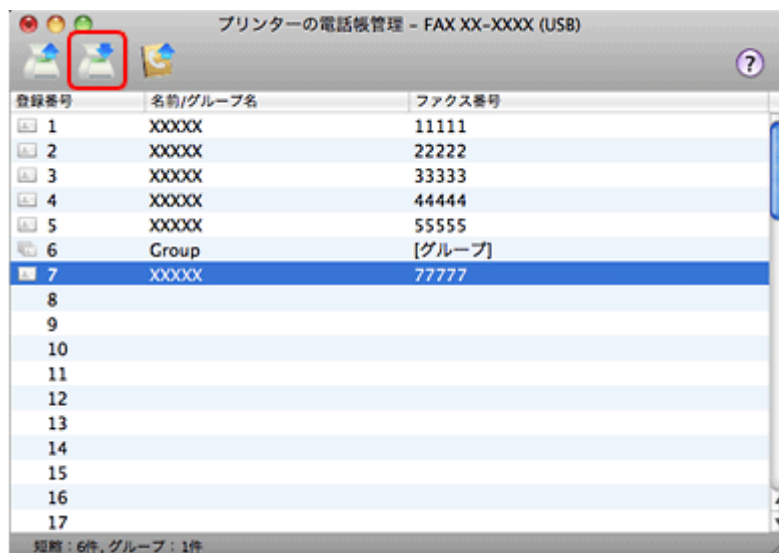 プリンターの電話帳管理 – FAX XX-XXXX (USB)
?
登録番号 名前/グループ名 ファクス番号
1 XXXXX 11111
2 XXXXX 22222
3 XXXXX 33333
4 XXXXX 44444
5 XXXXX 55555
6 Group [グループ]
7 XXXXX 77777
8
9
10
11
12
13
14
15
16
17
短縮：6件, グループ：1件